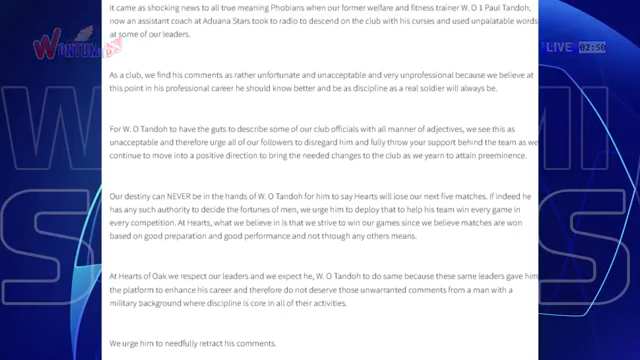 It came as shocking news to all true meaning Phobians when our former welfare and fitness trainer W. O 1 Paul Tandoh,
now an assistant coach at Aduana Stars took to radio to descend on the club with his curses and used unpalatable words
at some of our leaders.
LIVE 02:50
As a club, we find his comments as rather unfortunate and unacceptable and very unprofessional because we believe at
this point in his professional career he should know better and be as discipline as a real soldier will always be.
For W. O Tandoh to have the guts to describe some of our club officials with all manner of adjectives, we see this as
unacceptable and therefore urge all of our followers to disregard him and fully throw your support behind the team as we
continue to move into a positive direction to bring the needed changes to the club as we yearn to attain preeminence.
Our destiny can NEVER be in the hands of W. O Tandoh for him to say Hearts will lose our next five matches. If indeed he
has any such authority to decide the fortunes of men, we urge him to deploy that to help his team win every game in
every competition. At Hearts, what we believe in is that we strive to win our games since we believe matches are won
based on good preparation and good performance and not through any others means.
At Hearts of Oak we respect our leaders and we expect he, W. O Tandoh to do same because these same leaders gave him
the platform to enhance his career and therefore do not deserve those unwarranted comments from a man with a
military background where discipline is core in all of their activities.
We urge him to needfully retract his comments.